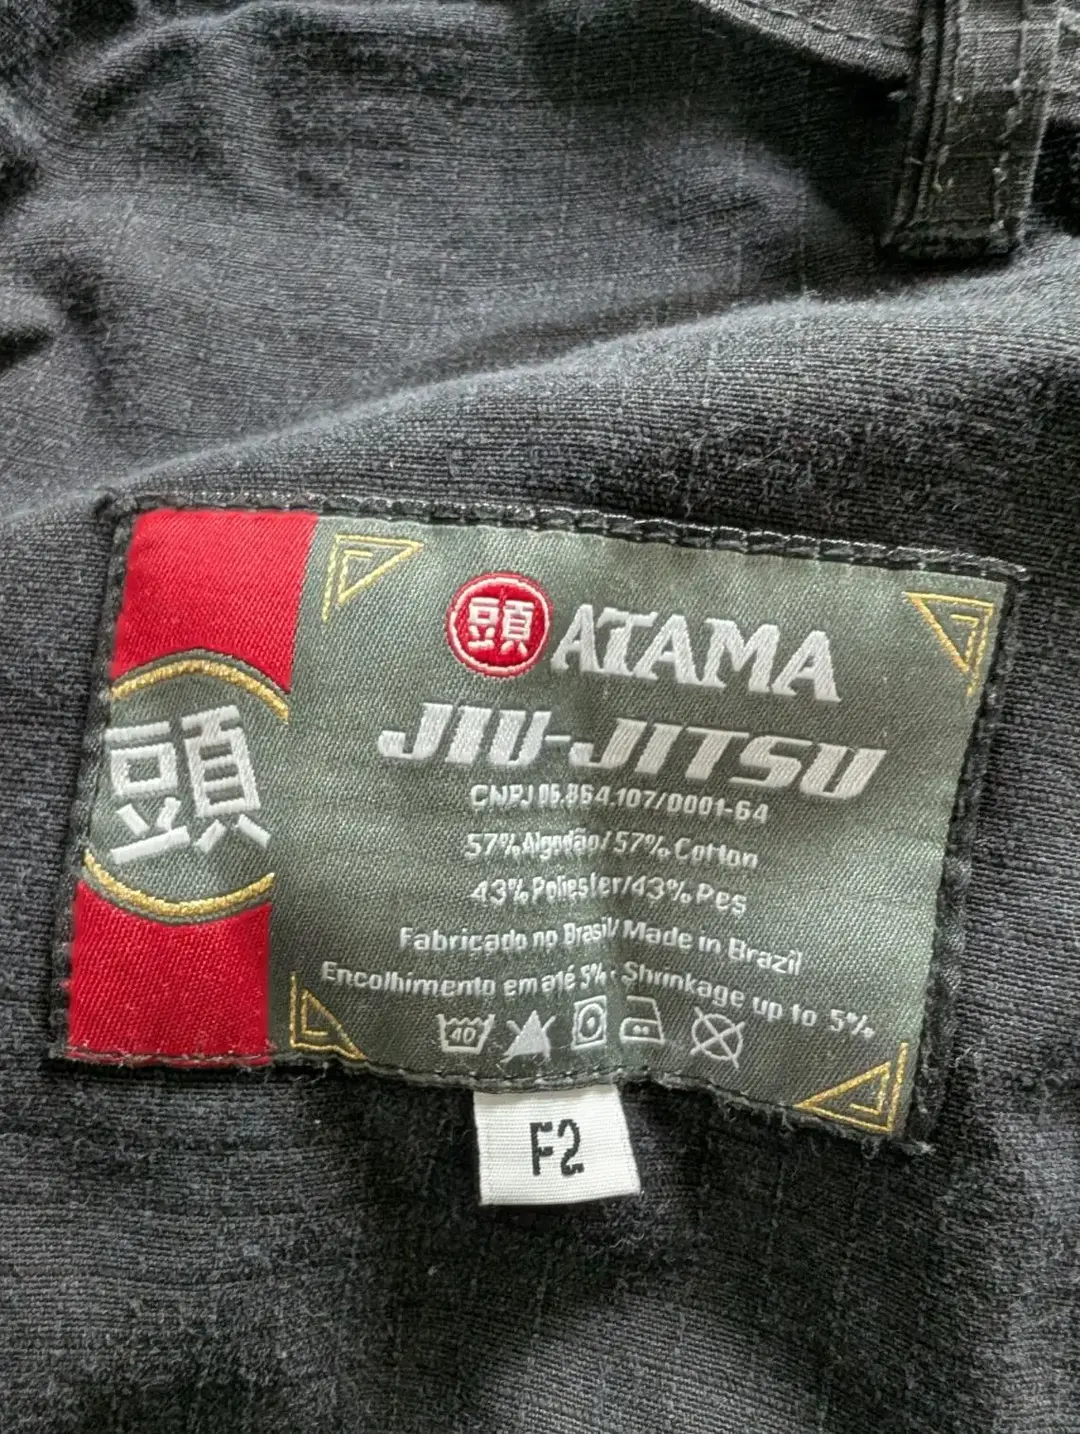 頭
頭 ATAMA
JIU-JITSU
CNPJ 06.864.107/0001-64
57% Algodão/57% Cotton
43% Poliester/43% Pes
Fabricado no Brasil/Made in Brazil
Encolhimento em até 5% - Shrinkage up to 5%
40
F2